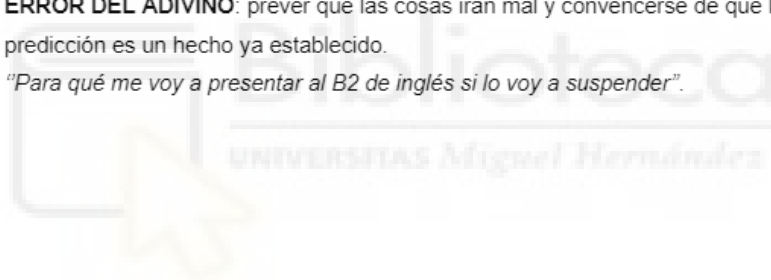 ERROR DEL ADIVINO: prever que las cosas irán mal y convencerse de que
predicción es un hecho ya establecido.
"Para qué me voy a presentar al B2 de inglés si lo voy a suspender".
Biblioteca
UNIVERSITAS Miguel Hernández